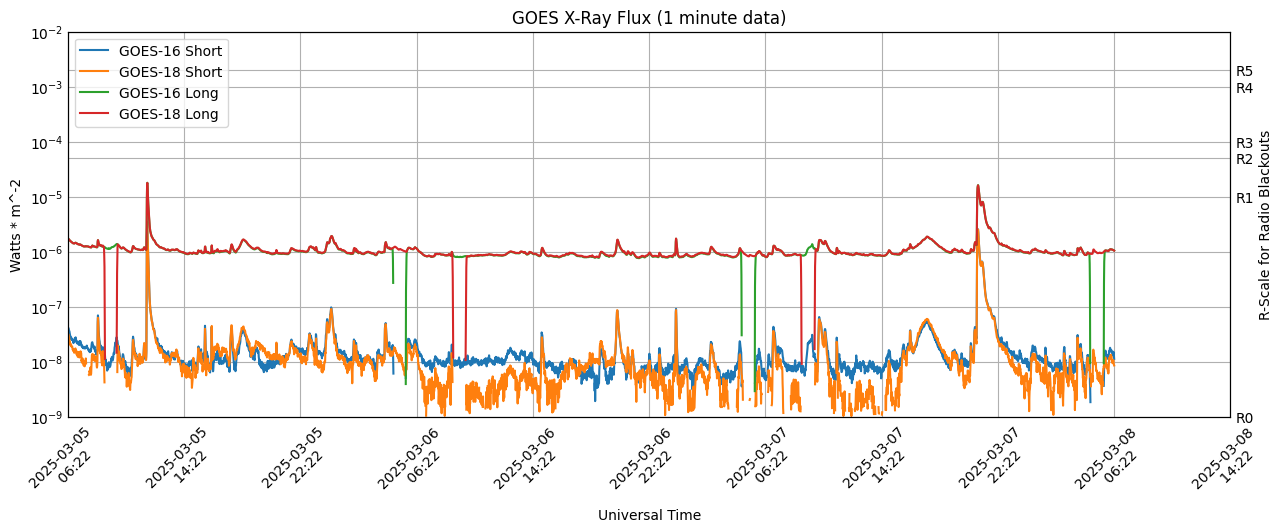 GOES X-Ray Flux (1 minute data)
GOES-16 Short
GOES-18 Short
GOES-16 Long
GOES-18 Long
10^-2
10^-3
10^-4
10^-5
10^-6
10^-7
10^-8
10^-9
Watts * m^-2
R5
R4
R3
R2
R1
R0
R-Scale for Radio Blackouts
2025-03-05
06:22
2025-03-05
14:22
2025-03-05
22:22
2025-03-06
06:22
2025-03-06
14:22
2025-03-06
22:22
2025-03-07
06:22
2025-03-07
14:22
2025-03-07
22:22
2025-03-08
06:22
2025-03-08
14:22
Universal Time